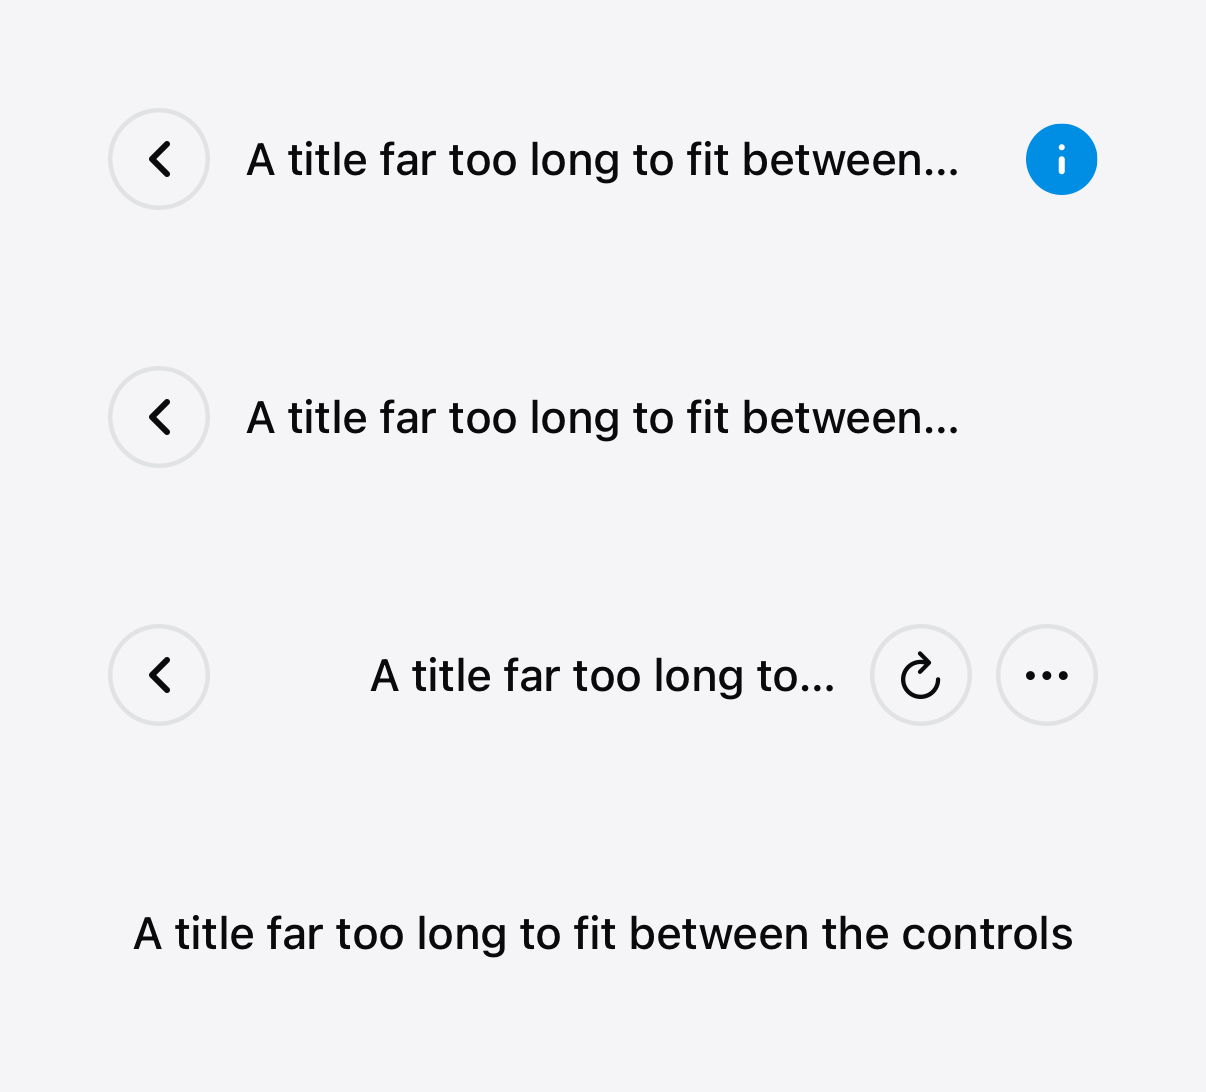 A title far too long to fit between...
A title far too long to fit between...
A title far too long to...
A title far too long to fit between the controls